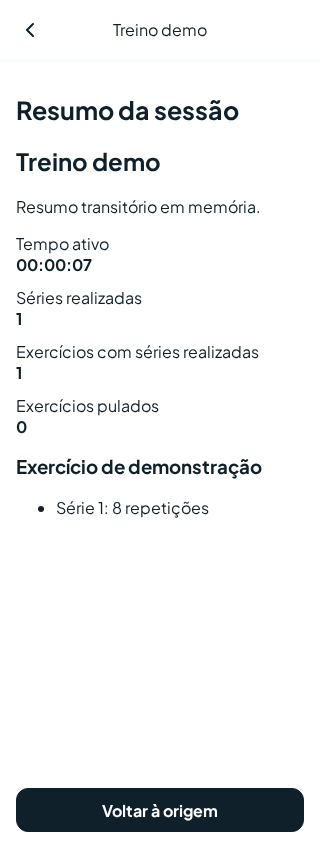 Treino demo
Resumo da sessão
Treino demo
Resumo transitório em memória.
Tempo ativo
00:00:07
Séries realizadas
1
Exercícios com séries realizadas
1
Exercícios pulados
0
Exercício de demonstração
• Série 1: 8 repetições
Voltar à origem